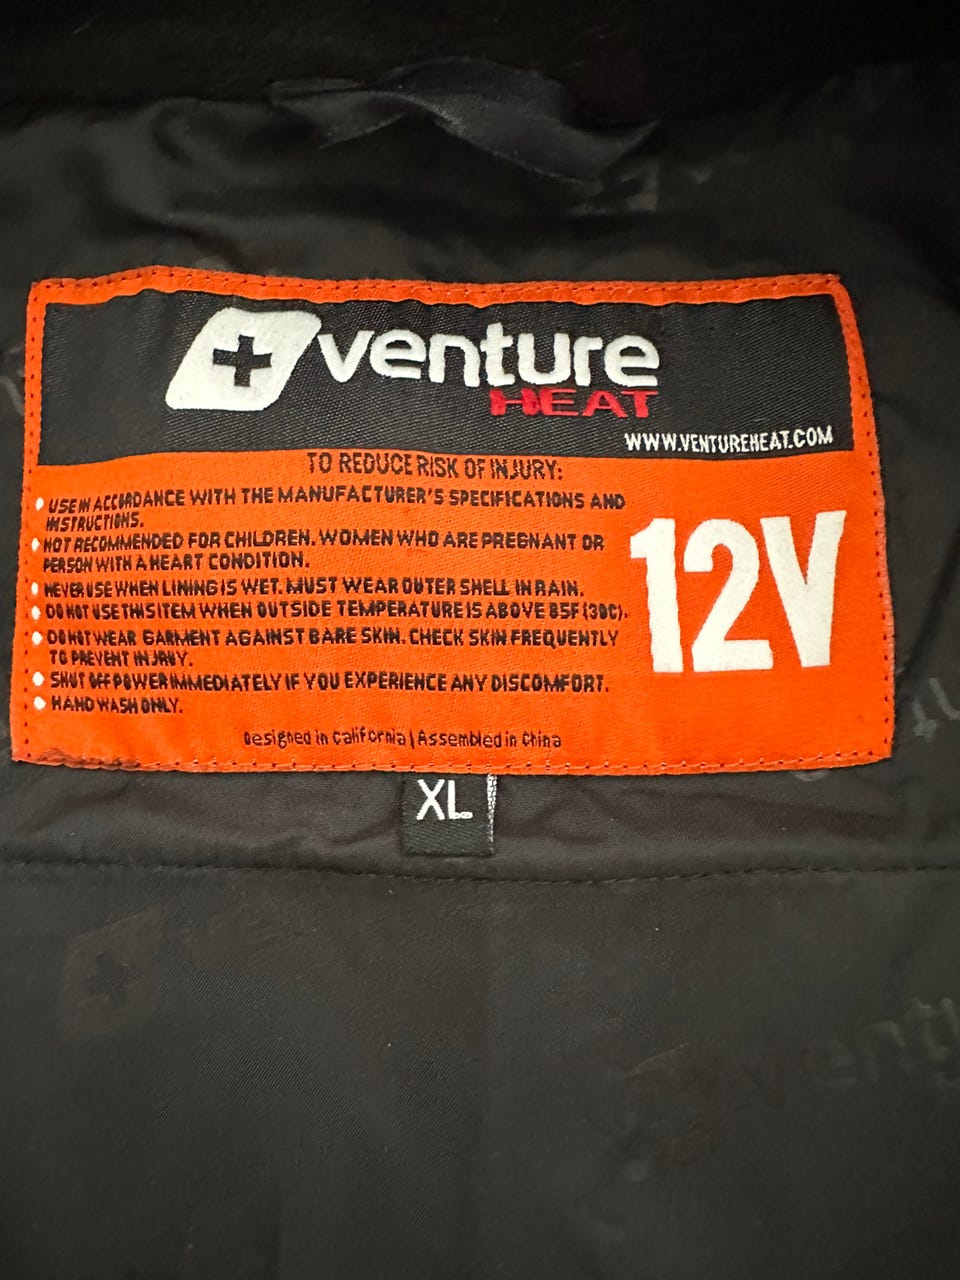 venture
HEAT
WWW.VENTUREHEAT.COM
TO REDUCE RISK OF INJURY:
• USE IN ACCORDANCE WITH THE MANUFACTURER'S SPECIFICATIONS AND
INSTRUCTIONS.
• NOT RECOMMENDED FOR CHILDREN. WOMEN WHO ARE PREGNANT OR
PERSON WITH A HEART CONDITION.
• NEVER USE WHEN LINING IS WET. MUST WEAR OUTER SHELL IN RAIN.
• DO NOT USE THIS ITEM WHEN OUTSIDE TEMPERATURE IS ABOVE 85F (30C).
• DO NOT WEAR GARMENT AGAINST BARE SKIN. CHECK SKIN FREQUENTLY
TO PREVENT INJURY.
• SHUT OFF POWER IMMEDIATELY IF YOU EXPERIENCE ANY DISCOMFORT.
• HAND WASH ONLY.
12V
Designed in California | Assembled in China
XL